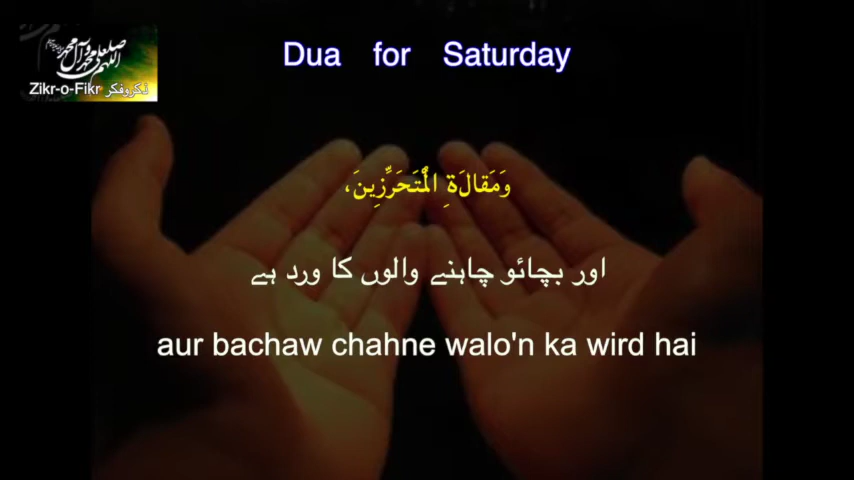 Dua for Saturday
Zikr-o-Fikr ذکروفکر
وَمَقالَةِ الْمُتَحَرِّزِينَ،
اور بچائو چاہنے والوں کا ورد ہے
aur bachaw chahne walo'n ka wird hai